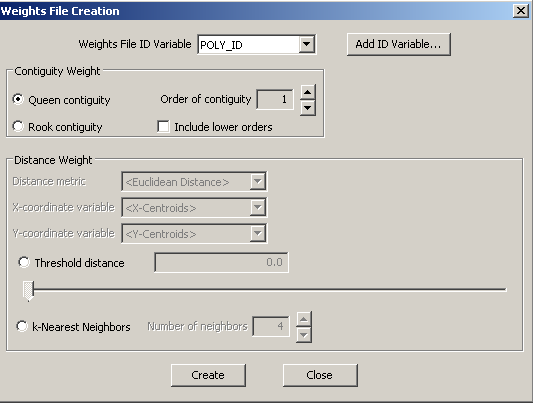 Weights File Creation
Weights File ID Variable POLY_ID Add ID Variable...
Contiguity Weight
Queen contiguity Order of contiguity 1
Rook contiguity Include lower orders
Distance Weight
Distance metric <Euclidean Distance>
X-coordinate variable <X-Centroids>
Y-coordinate variable <Y-Centroids>
Threshold distance 0.0
k-Nearest Neighbors Number of neighbors 4
Create Close